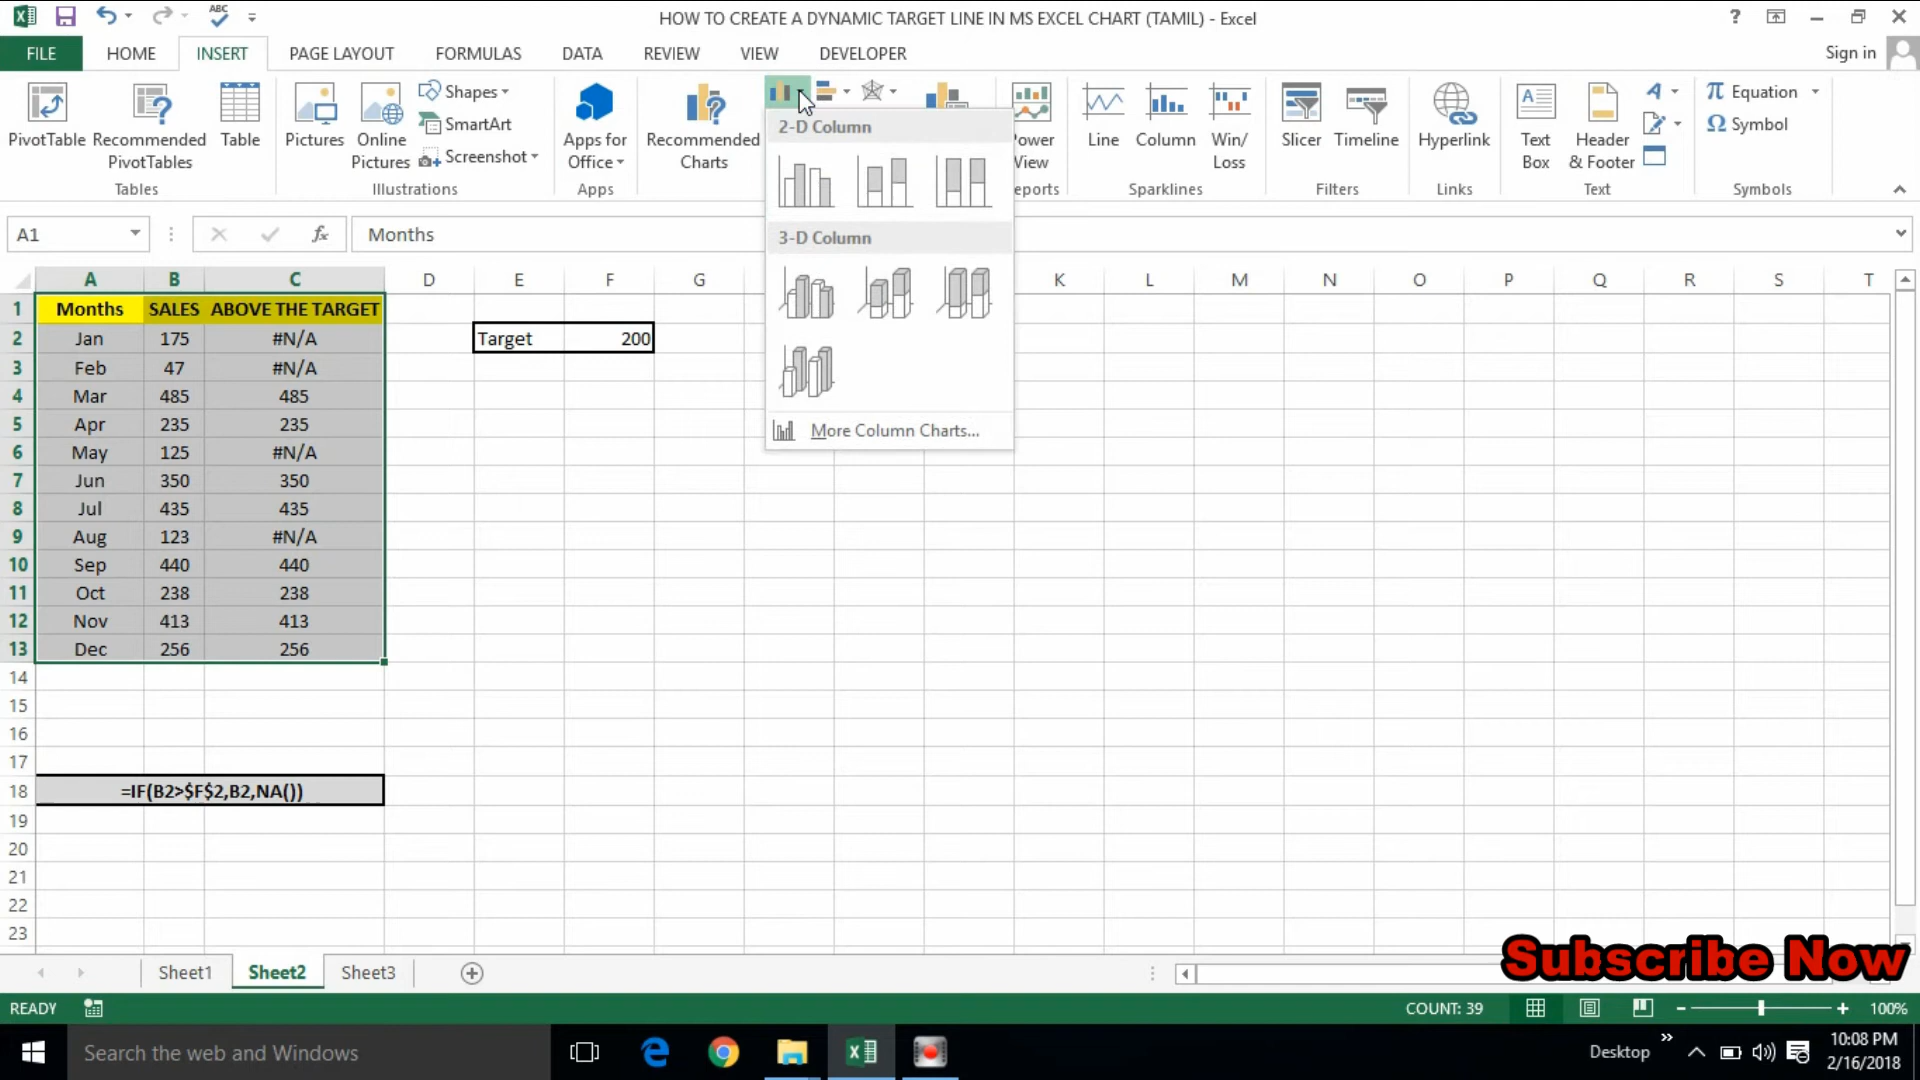 ABC
HOW TO CREATE A DYNAMIC TARGET LINE IN MS EXCEL CHART (TAMIL) - Excel
?
FILE HOME INSERT PAGE LAYOUT FORMULAS DATA REVIEW VIEW DEVELOPER Sign in
PivotTable
Recommended
PivotTables
Table
Tables
Pictures
Online
Pictures
Shapes
SmartArt
Screenshot
Illustrations
Apps for
Office
Apps
Recommended
Charts
2-D Column
3-D Column
More Column Charts...
View
eports
Line
Column
Win/
Loss
Sparklines
Slicer
Timeline
Filters
Hyperlink
Links
Text
Box
Header
& Footer
Text
π Equation
Ω Symbol
Symbols
A1 fx Months
A B C D E F G K L M N O P Q R S T
1 Months SALES ABOVE THE TARGET
2 Jan 175 #N/A Target 200
3 Feb 47 #N/A
4 Mar 485 485
5 Apr 235 235
6 May 125 #N/A
7 Jun 350 350
8 Jul 435 435
9 Aug 123 #N/A
10 Sep 440 440
11 Oct 238 238
12 Nov 413 413
13 Dec 256 256
14
15
16
17
18 =IF(B2>$F$2,B2,NA())
19
20
21
22
23
Subscribe Now
Sheet1 Sheet2 Sheet3
READY COUNT: 39 100%
Search the web and Windows
Desktop
10:08 PM
2/16/2018